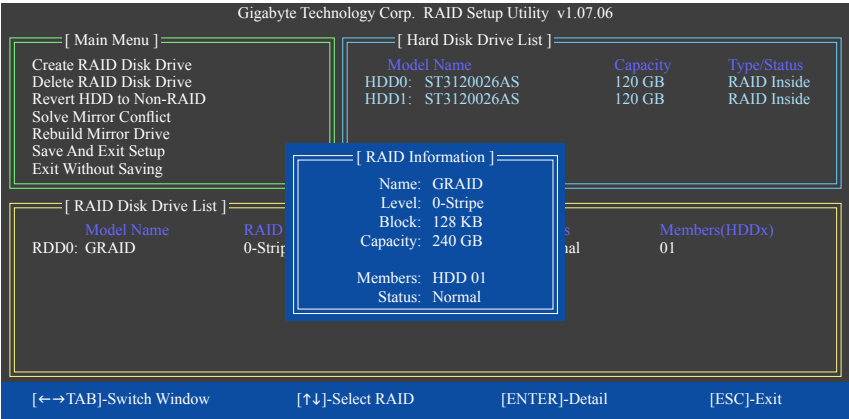 Gigabyte Technology Corp. RAID Setup Utility v1.07.06
[ Main Menu ]
Create RAID Disk Drive
Delete RAID Disk Drive
Revert HDD to Non-RAID
Solve Mirror Conflict
Rebuild Mirror Drive
Save And Exit Setup
Exit Without Saving
[ Hard Disk Drive List ]
Model Name Capacity Type/Status
HDD0: ST3120026AS 120 GB RAID Inside
HDD1: ST3120026AS 120 GB RAID Inside
[ RAID Information ]
Name: GRAID
Level: 0-Stripe
Block: 128 KB
Capacity: 240 GB
Members: HDD 01
Status: Normal
[ RAID Disk Drive List ]
Model Name RAID Members(HDDx)
RDD0: GRAID 01
[←→TAB]-Switch Window [↑↓]-Select RAID [ENTER]-Detail [ESC]-Exit